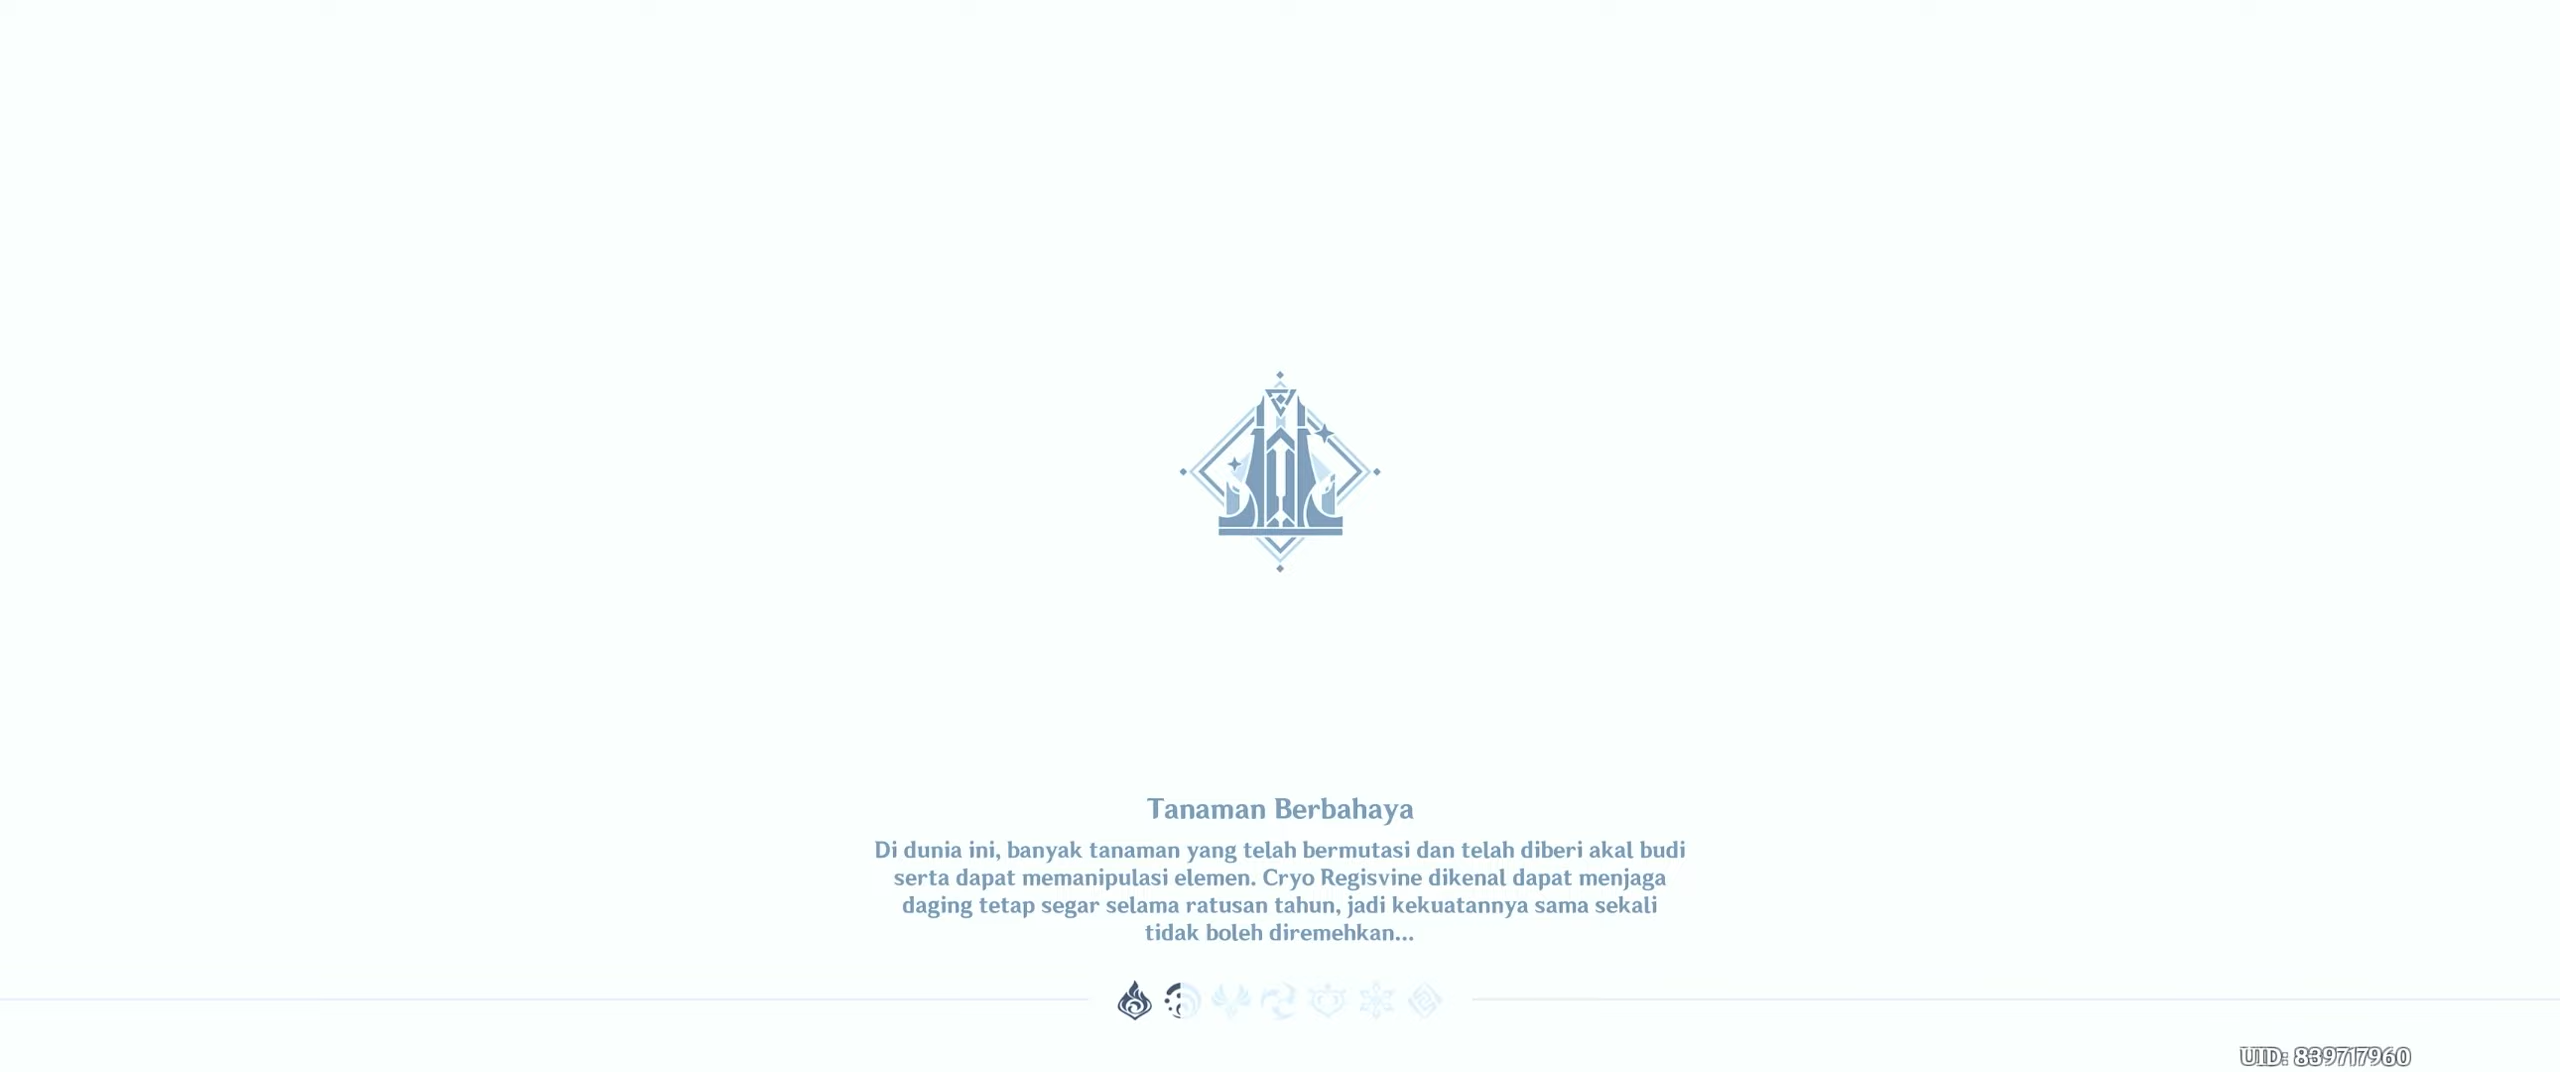 Tanaman Berbahaya
Di dunia ini, banyak tanaman yang telah bermutasi dan telah diberi akal budi
serta dapat memanipulasi elemen. Cryo Regisvine dikenal dapat menjaga
daging tetap segar selama ratusan tahun, jadi kekuatannya sama sekali
tidak boleh diremehkan...
UID: 839717960